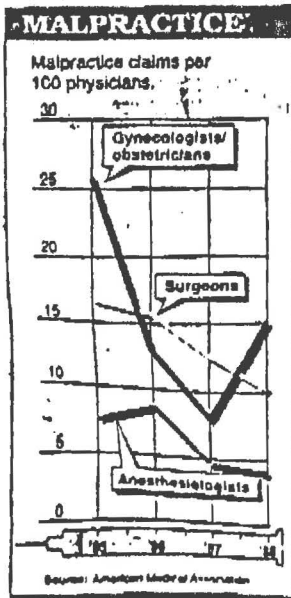 MALPRACTICE
Malpractice claims per
100 physicians.
30
Gynecologists/
obstetricians
25
20
Surgeons
15
10
5
Anesthesiologists
0
Source: American Medical Association